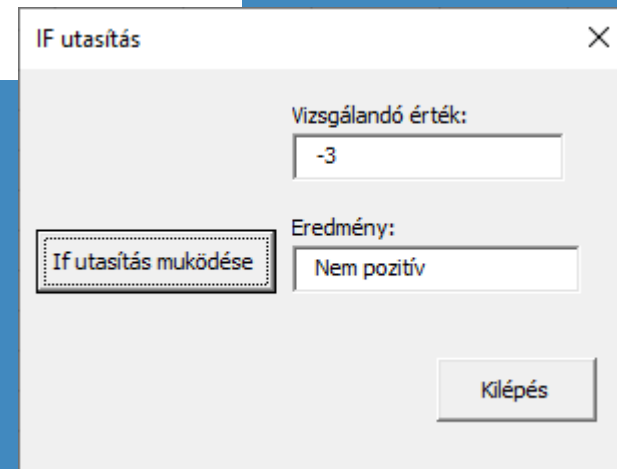 IF utasítás
Vizsgálandó érték:
-3
Eredmény:
If utasítás muködése
Nem pozitív
Kilépés